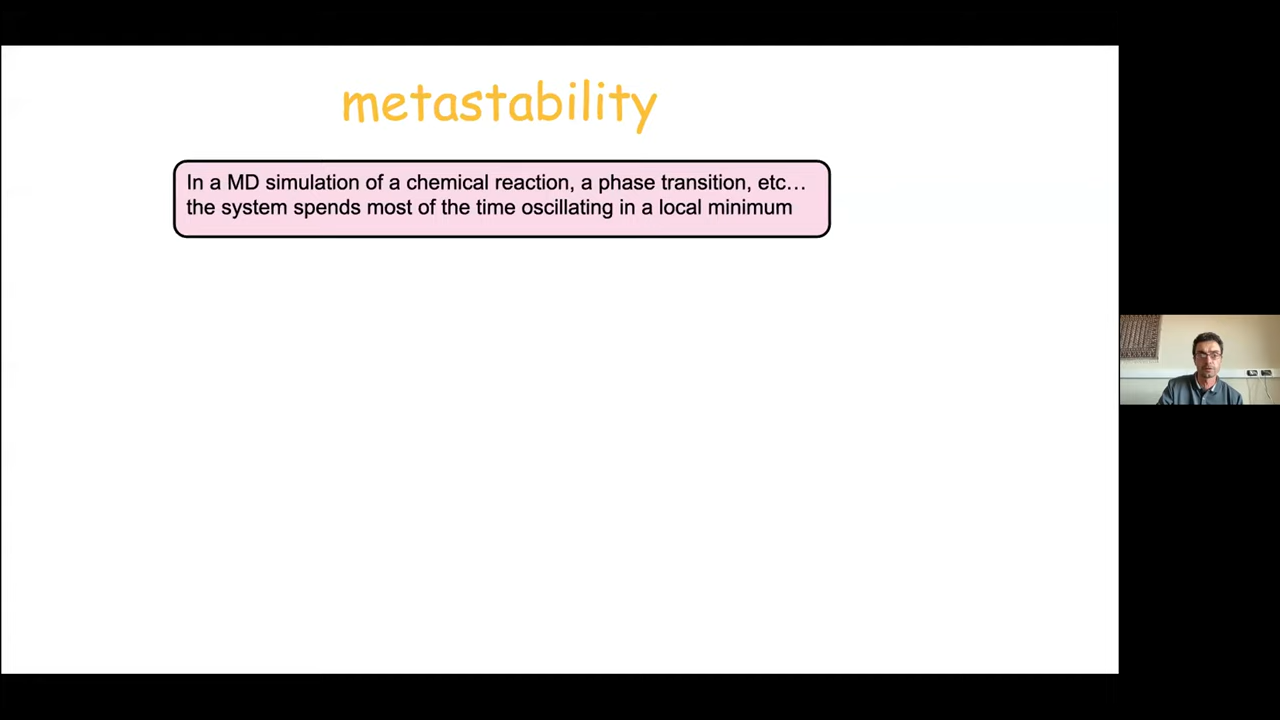 metastability
In a MD simulation of a chemical reaction, a phase transition, etc…
the system spends most of the time oscillating in a local minimum